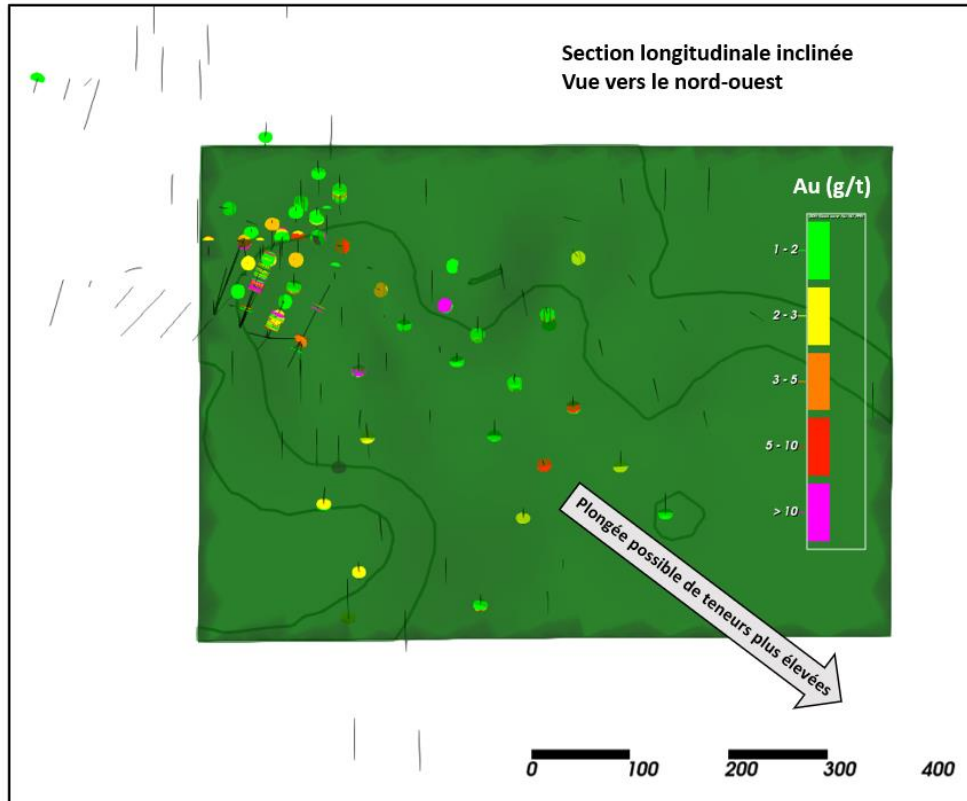 Section longitudinale inclinée
Vue vers le nord-ouest
Au (g/t)
1 - 2
2 - 3
3 - 5
5 - 10
> 10
Plongée possible de teneurs plus élevées
0 100 200 300 400